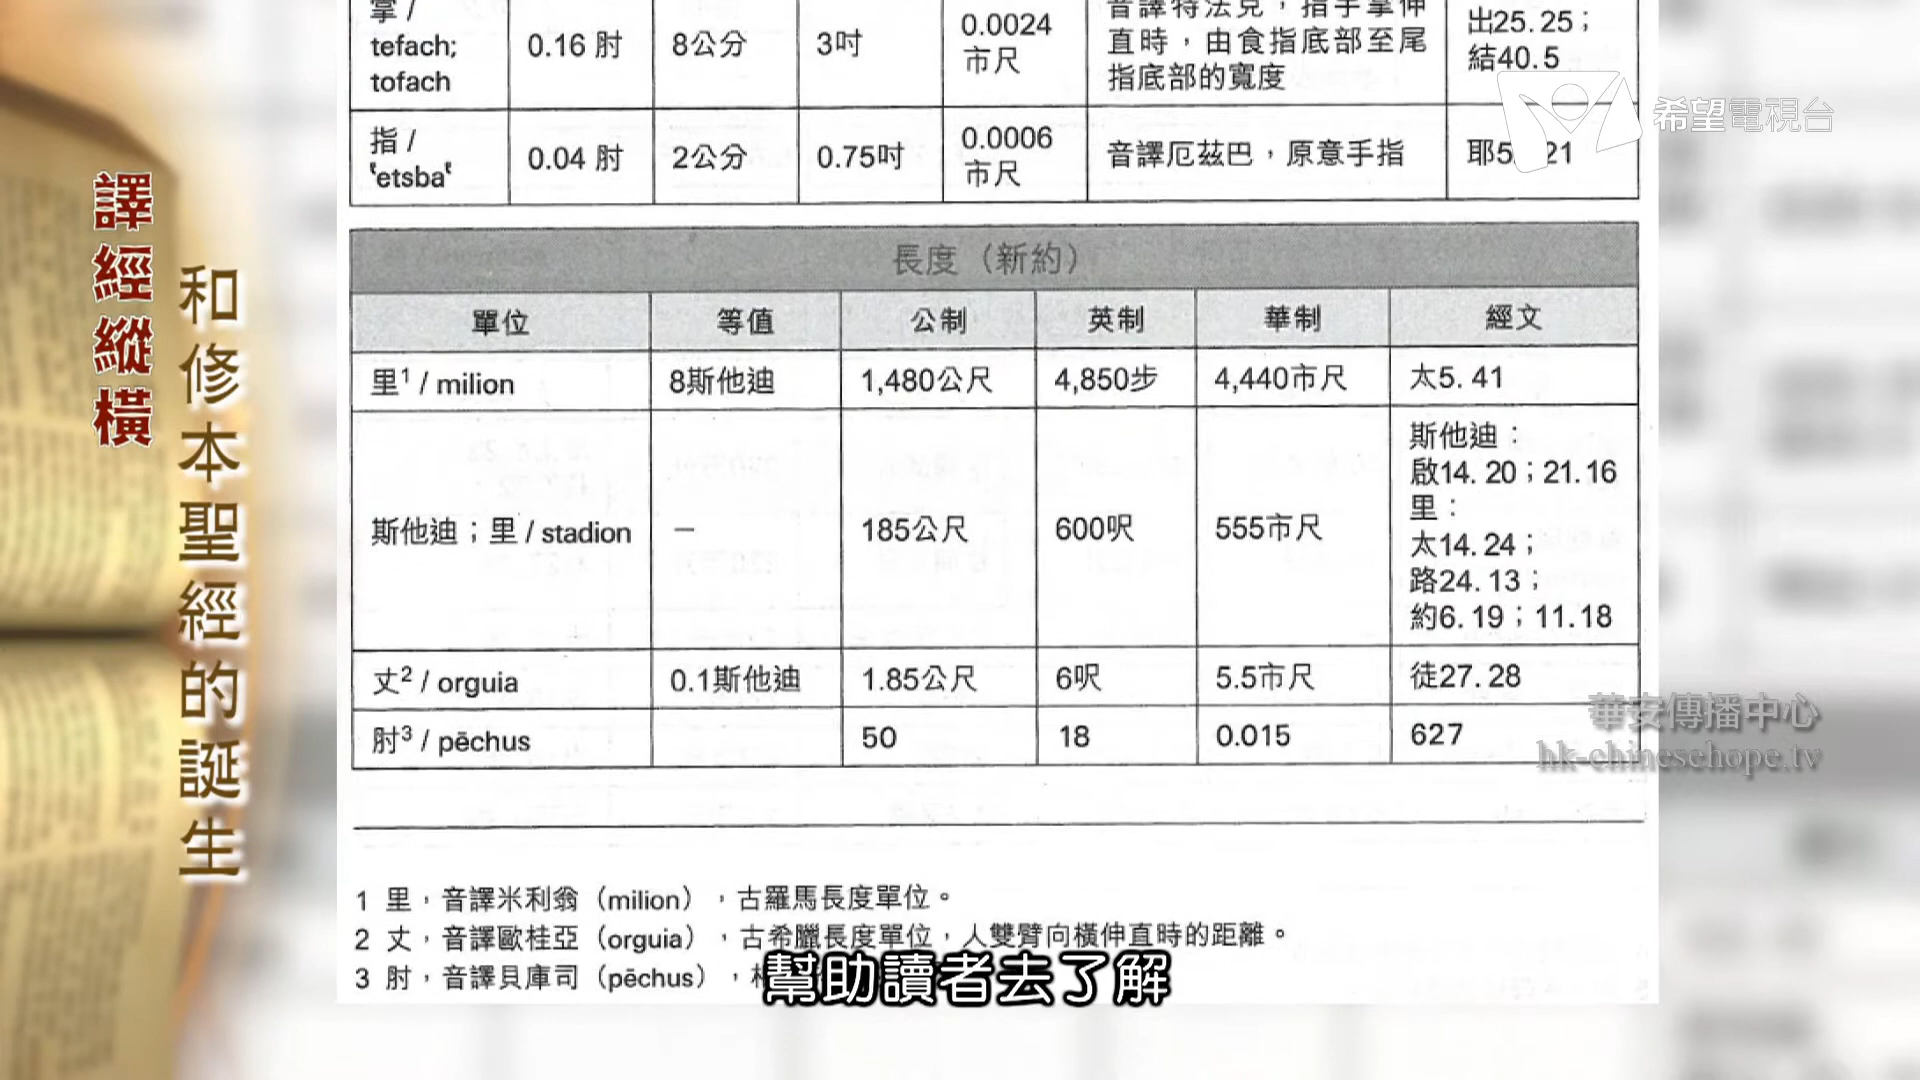 譯經縱橫
和修本聖經的誕生
掌 /
tefach;
tofach
0.16 肘
8公分
3吋
0.0024
市尺
音譯特法克，指手掌伸
直時，由食指底部至尾
指底部的寬度
出25. 25；
結40. 5
指 /
'etsba'
0.04 肘
2公分
0.75吋
0.0006
市尺
音譯厄茲巴，原意手指
希望電視台
長度（新約）
單位 等值 公制 英制 華制 經文
里1 / milion 8斯他迪 1,480公尺 4,850步 4,440市尺 太5. 41
斯他迪；里 / stadion － 185公尺 600呎 555市尺
斯他迪：
啟14. 20；21. 16
里：
太14. 24；
路24. 13；
約6. 19；11. 18
丈2 / orguia 0.1斯他迪 1.85公尺 6呎 5.5市尺 徒27. 28
肘3 / pēchus 50 18 0.015 627
華安傳播中心
hk-chinesehope.tv
1 里，音譯米利翁（milion），古羅馬長度單位。
2 丈，音譯歐桂亞（orguia），古希臘長度單位，人雙臂向橫伸直時的距離。
3 肘，音譯貝庫司（pēchus），
幫助讀者去了解